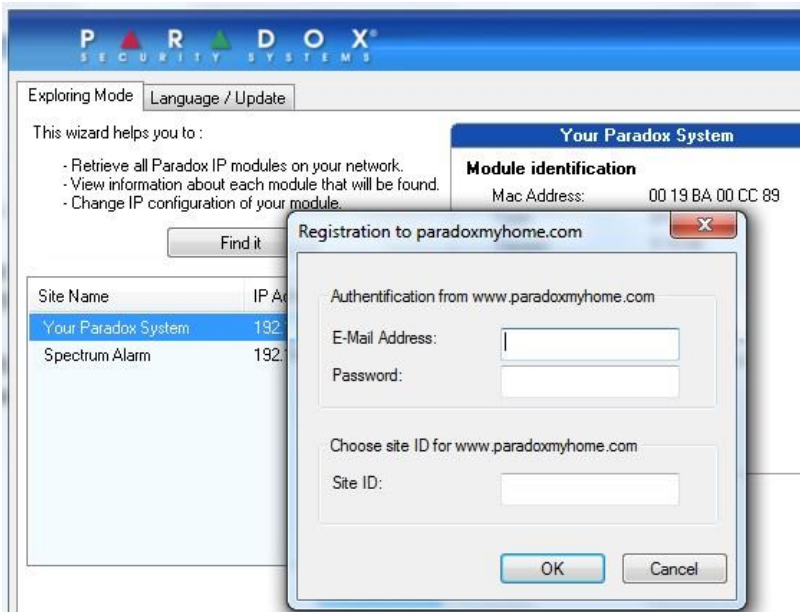 PARADOX®
SECURITY SYSTEMS
Exploring Mode
Language / Update
This wizard helps you to :
- Retrieve all Paradox IP modules on your network.
- View information about each module that will be found.
- Change IP configuration of your module.
Find it
Your Paradox System
Module identification
Mac Address: 00 19 BA 00 CC 89
Site Name
Your Paradox System
Spectrum Alarm
Registration to paradoxmyhome.com
Authentification from www.paradoxmyhome.com
E-Mail Address:
Password:
Choose site ID for www.paradoxmyhome.com
Site ID:
OK
Cancel